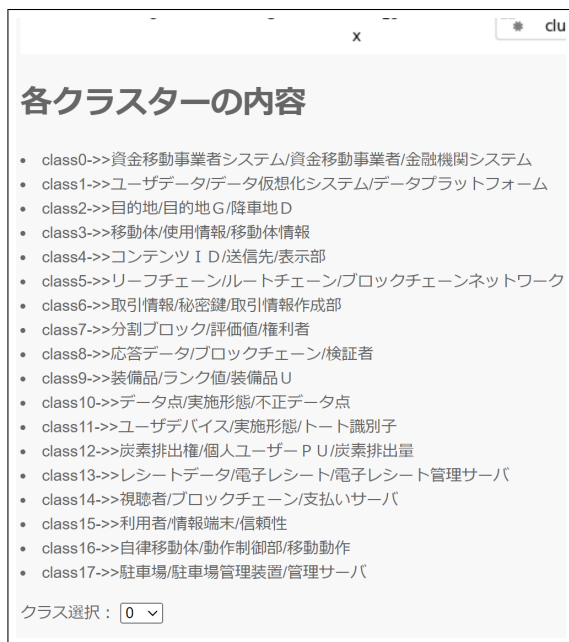 x
clu
各クラスターの内容
class0->>資金移動事業者システム/資金移動事業者/金融機関システム
class1->>ユーザデータ/データ仮想化システム/データプラットフォーム
class2->>目的地/目的地Ｇ/降車地Ｄ
class3->>移動体/使用情報/移動体情報
class4->>コンテンツＩＤ/送信先/表示部
class5->>リーフチェーン/ルートチェーン/ブロックチェーンネットワーク
class6->>取引情報/秘密鍵/取引情報作成部
class7->>分割ブロック/評価値/権利者
class8->>応答データ/ブロックチェーン/検証者
class9->>装備品/ランク値/装備品Ｕ
class10->>データ点/実施形態/不正データ点
class11->>ユーザデバイス/実施形態/トート識別子
class12->>炭素排出権/個人ユーザーＰＵ/炭素排出量
class13->>レシートデータ/電子レシート/電子レシート管理サーバ
class14->>視聴者/ブロックチェーン/支払いサーバ
class15->>利用者/情報端末/信頼性
class16->>自律移動体/動作制御部/移動動作
class17->>駐車場/駐車場管理装置/管理サーバ
クラス選択： 0